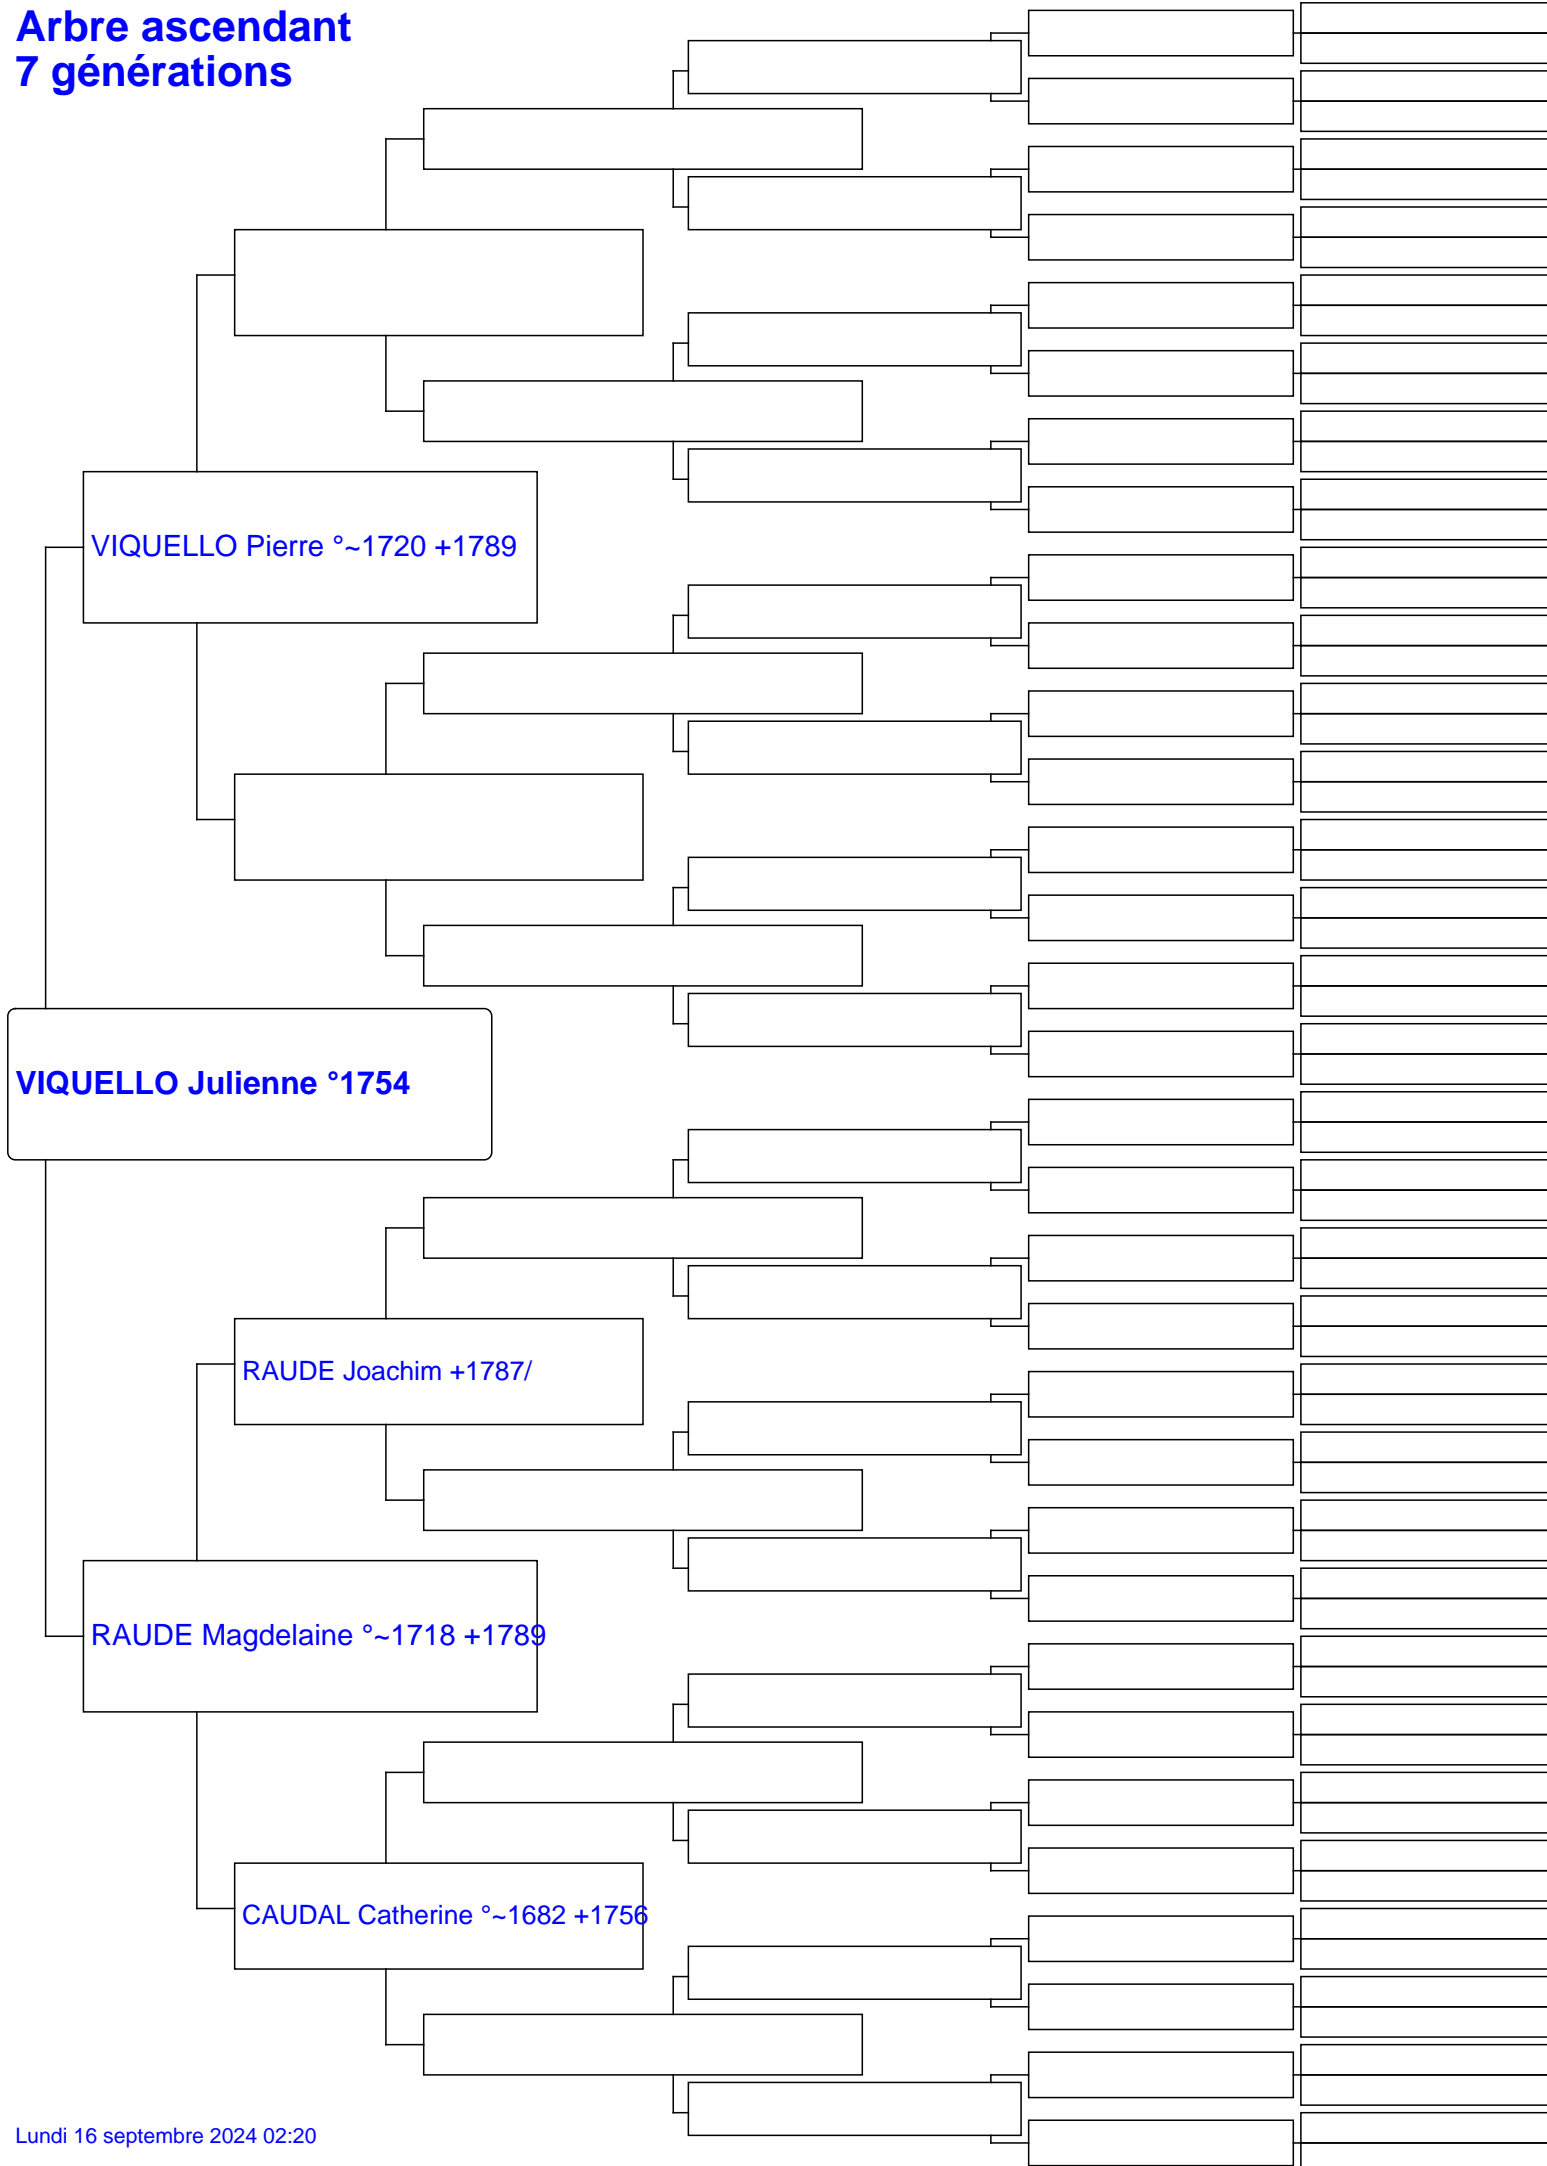 Arbre ascendant
7 générations
VIQUELLO Pierre °~1720 +1789
VIQUELLO Julienne °1754
RAUDE Joachim +1787/
RAUDE Magdelaine °~1718 +1789
CAUDAL Catherine °~1682 +1756
Lundi 16 septembre 2024 02:20